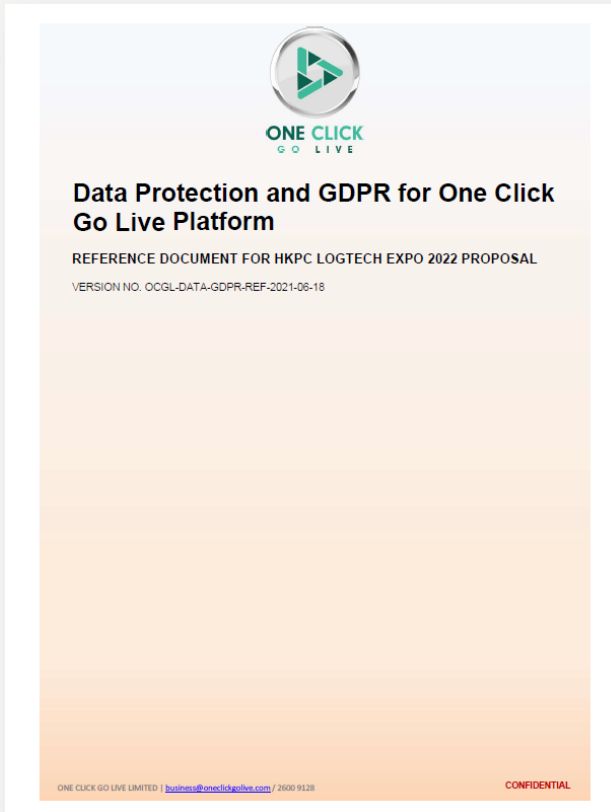 ONE CLICK
GO LIVE
Data Protection and GDPR for One Click
Go Live Platform
REFERENCE DOCUMENT FOR HKPC LOGTECH EXPO 2022 PROPOSAL
VERSION NO. OCGL-DATA-GDPR-REF-2021-06-18
ONE CLICK GO LIVE LIMITED | business@oneclickgolive.com / 2600 9128
CONFIDENTIAL